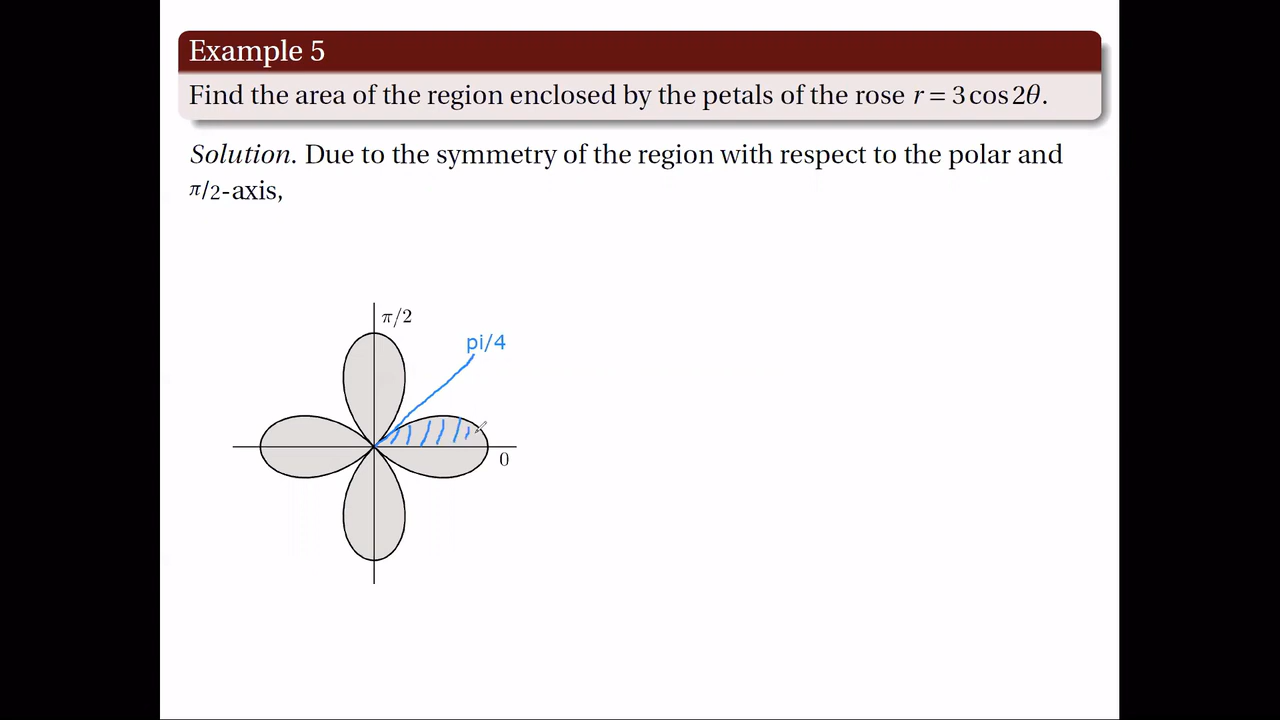 Example 5
Find the area of the region enclosed by the petals of the rose r = 3 cos 2θ.
Solution. Due to the symmetry of the region with respect to the polar and
π/2-axis,
π/2
pi/4
0